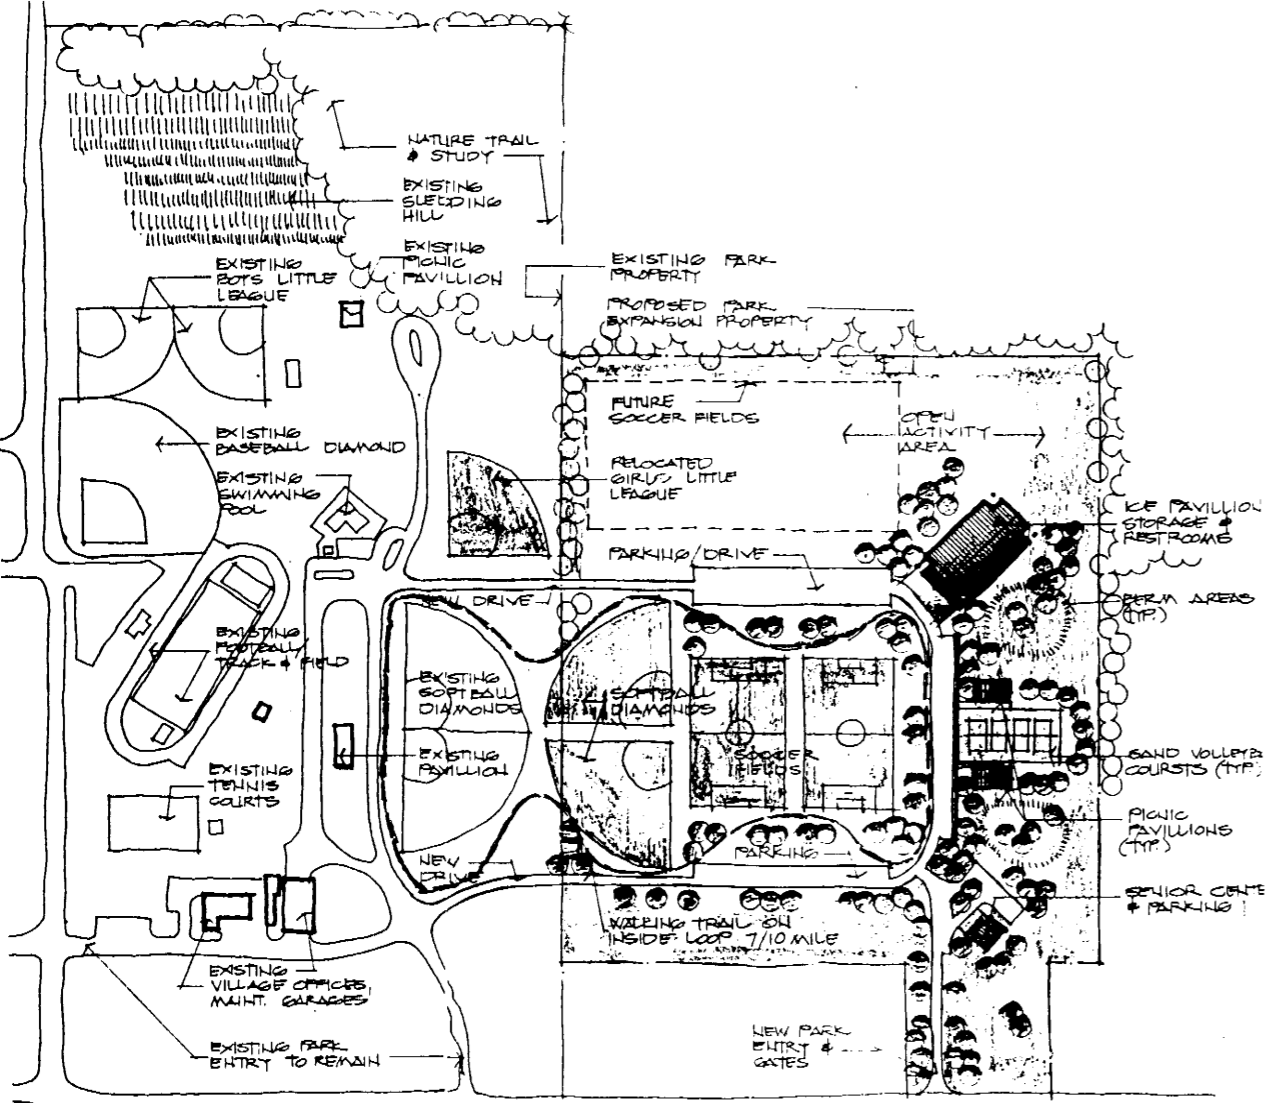 NATURE TRAIL
& STUDY
EXISTING
SLEDDING
HILL
EXISTING
PICNIC
PAVILLION
EXISTING
BOYS LITTLE
LEAGUE
EXISTING PARK
PROPERTY
PROPOSED PARK
EXPANSION PROPERTY
FUTURE
SOCCER FIELDS
OPEN
ACTIVITY
AREA
EXISTING
BASEBALL DIAMOND
EXISTING
SWIMMING
POOL
RELOCATED
GIRLS LITTLE
LEAGUE
ICE PAVILLION
STORAGE &
RESTROOMS
PARKING/DRIVE
NEW DRIVE
BERM AREAS
(TYP.)
EXISTING
FOOTBALL/
TRACK & FIELD
EXISTING
SOFTBALL
DIAMONDS
SOFTBALL
DIAMONDS
EXISTING
PAVILLION
SOCCER
FIELDS
SAND VOLLEYBA
COURSTS (TYP.
EXISTING
TENNIS
COURTS
PICNIC
PAVILLIONS
(TYP.)
NEW
DRIVE
PARKING
SENIOR CENTE
& PARKING
WALKING TRAIL ON
INSIDE LOOP 7/10 MILE
EXISTING
VILLAGE OFFICES,
MAINT. GARAGES
EXISTING PARK
ENTRY TO REMAIN
NEW PARK
ENTRY &
GATES